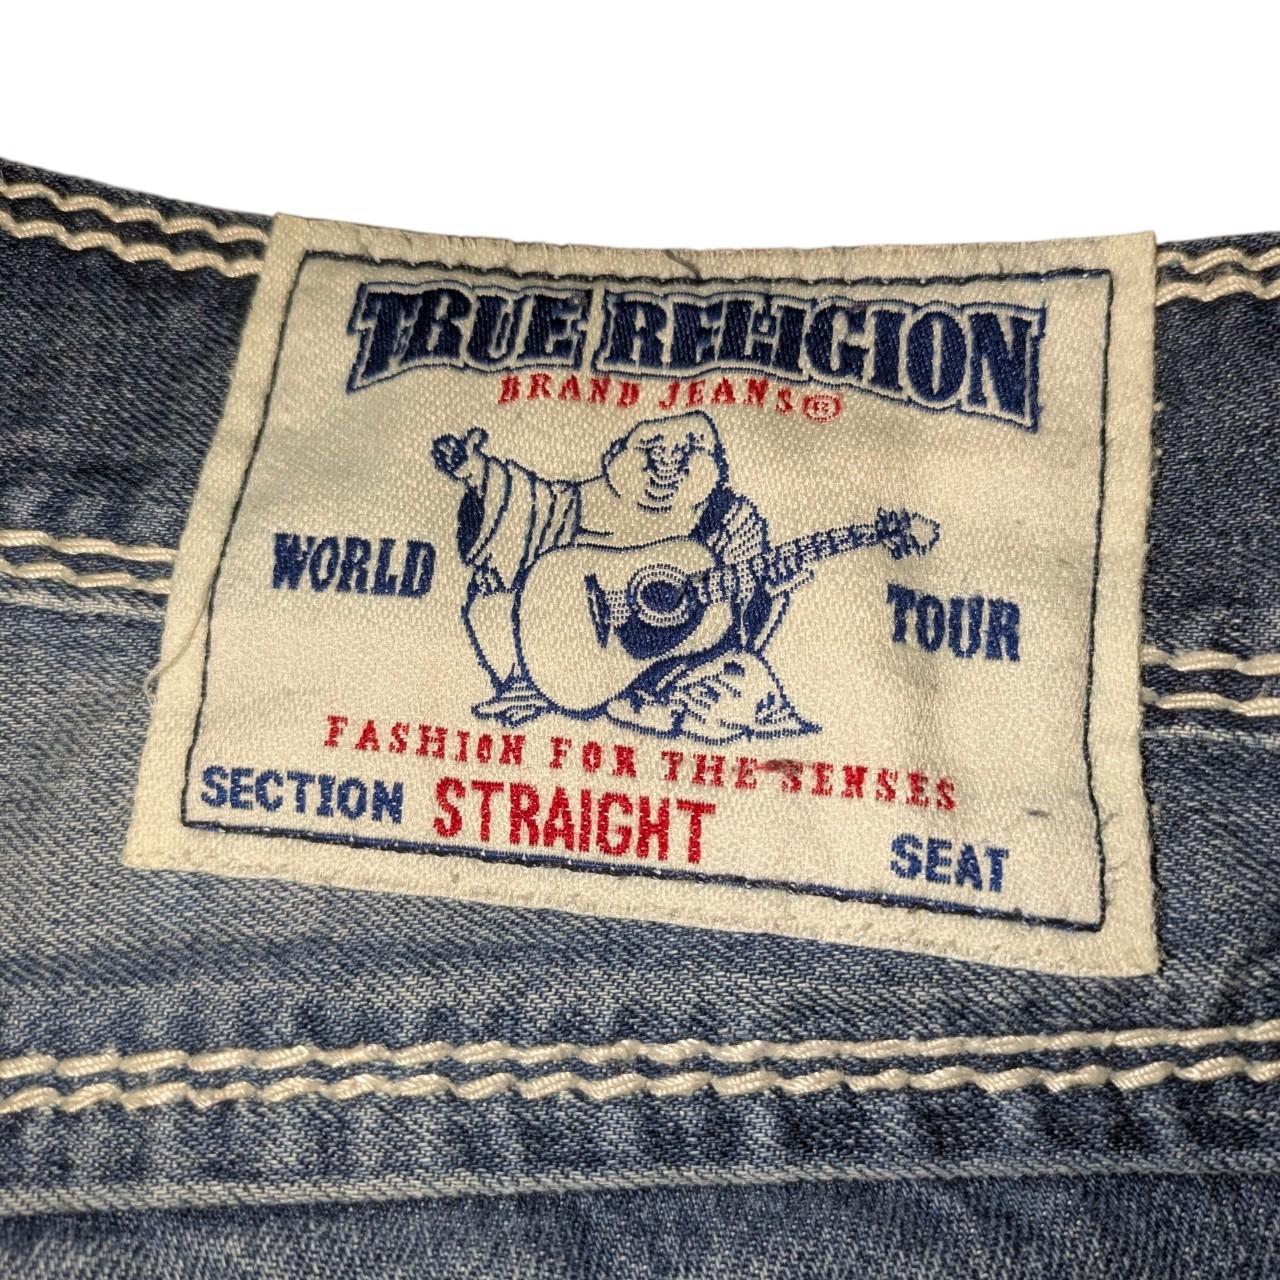 TRUE RELIGION
BRAND JEANS®
WORLD TOUR
FASHION FOR THE SENSES
SECTION STRAIGHT SEAT